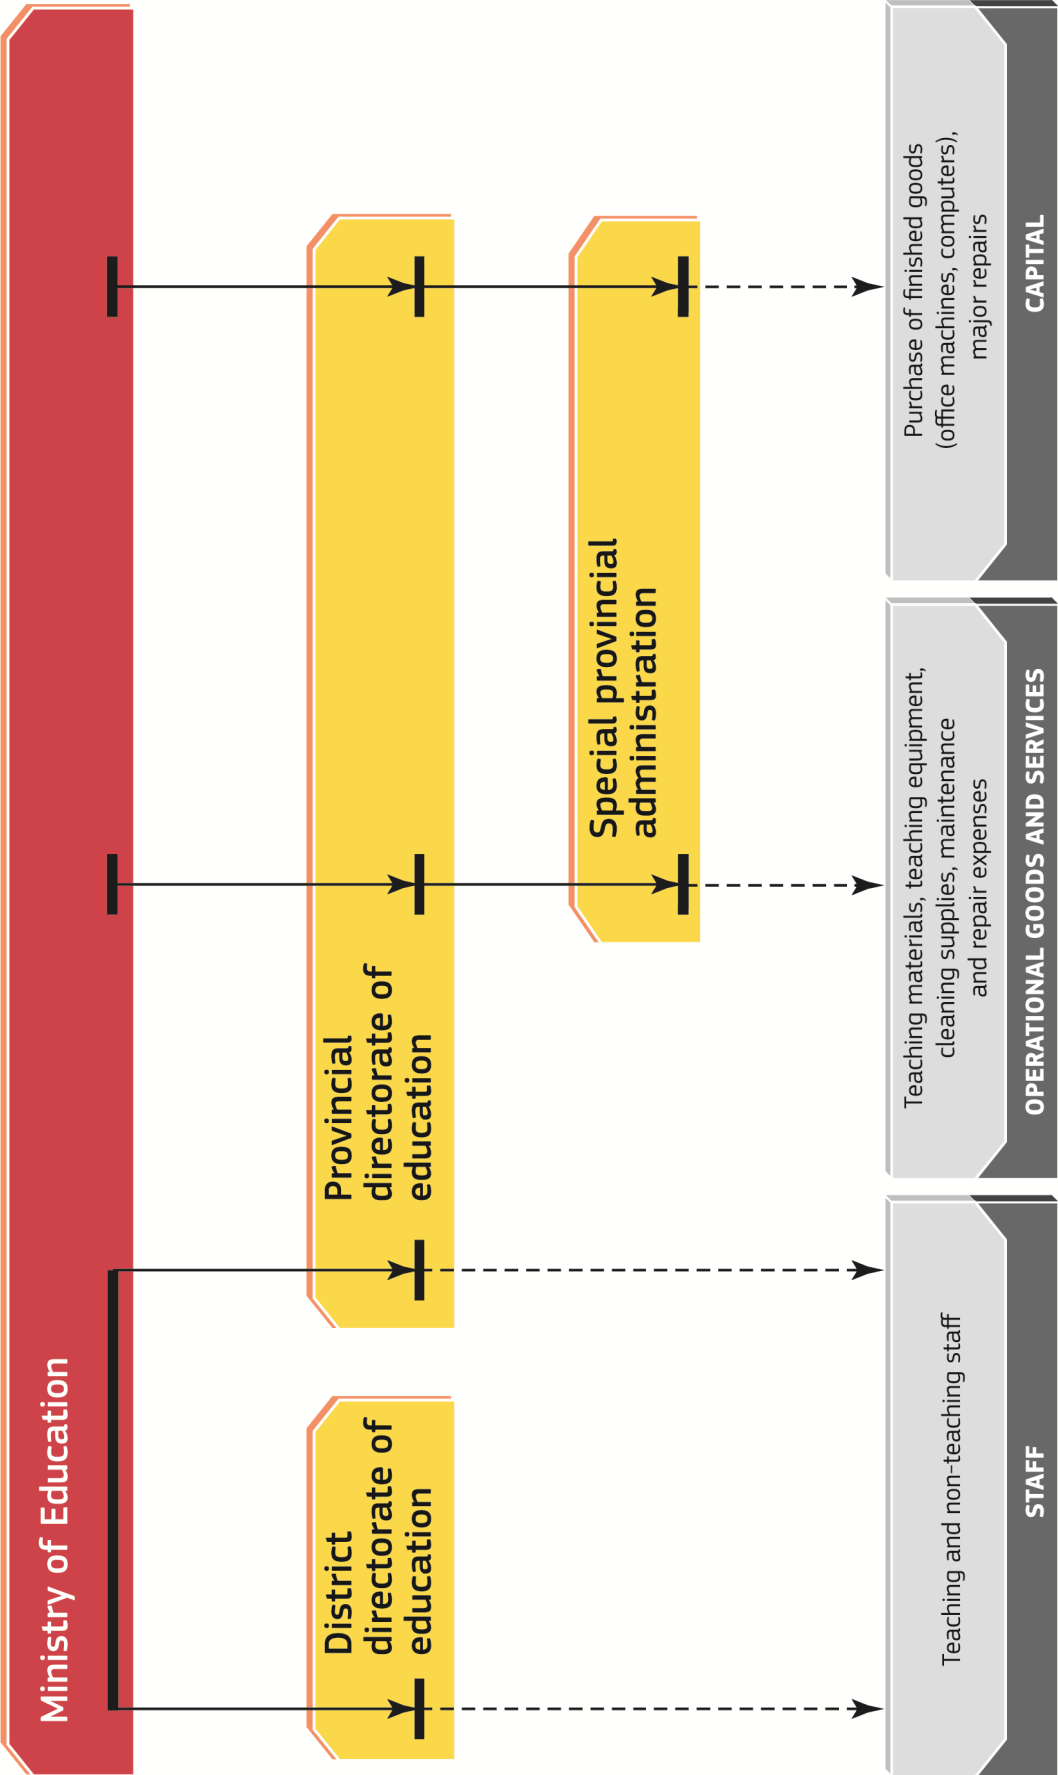 Ministry of Education
District
directorate of
education
Provincial
directorate of
education
Special provincial
administration
Teaching and non-teaching staff
STAFF
Teaching materials, teaching equipment,
cleaning supplies, maintenance
and repair expenses
OPERATIONAL GOODS AND SERVICES
Purchase of finished goods
(office machines, computers),
major repairs
CAPITAL